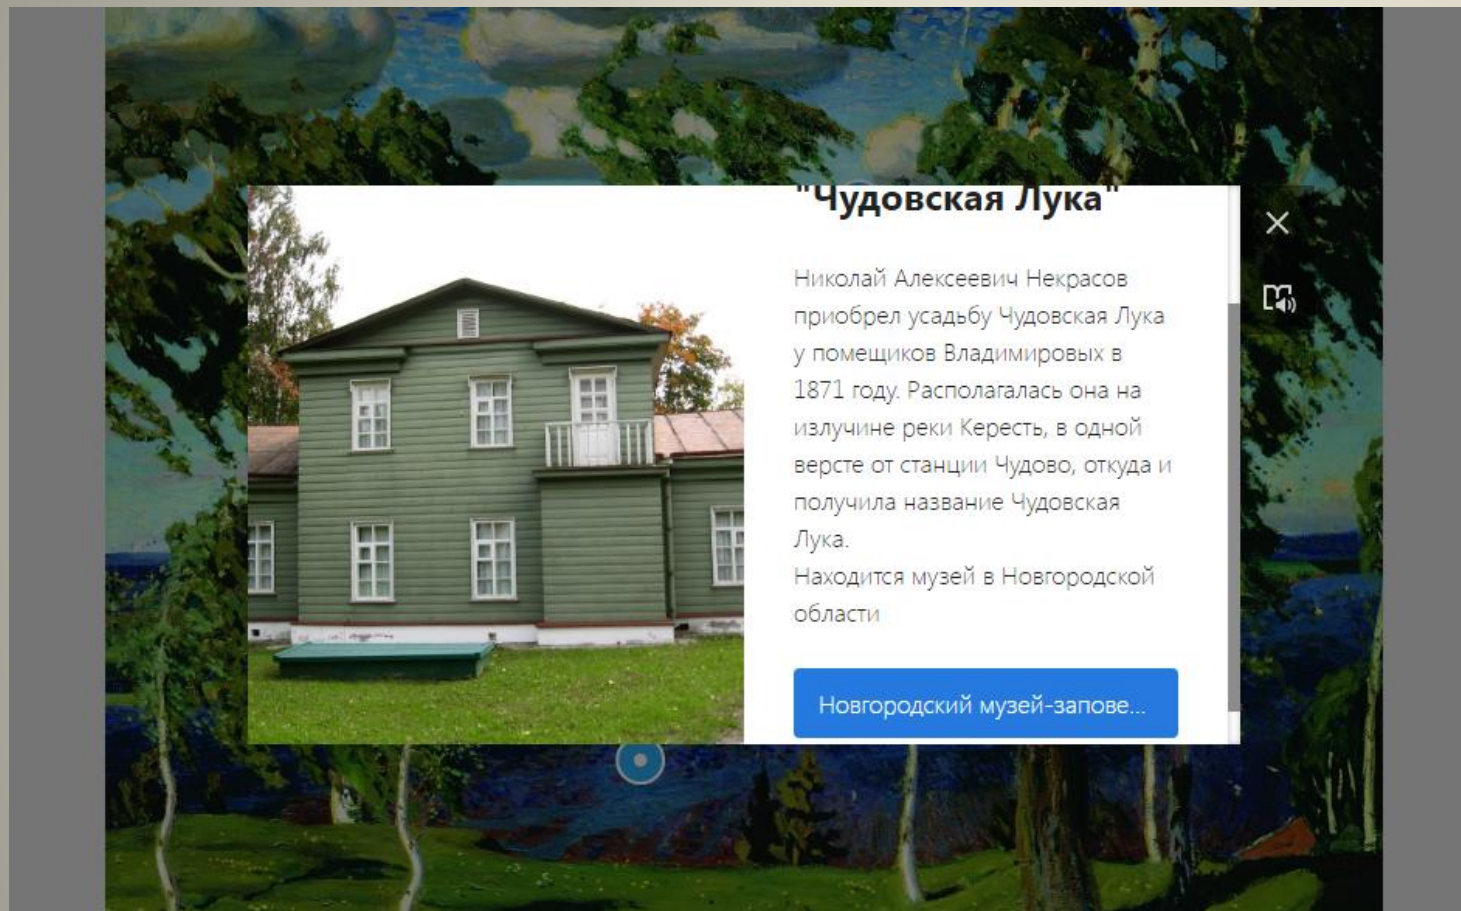 "Чудовская Лука"
Николай Алексеевич Некрасов
приобрел усадьбу Чудовская Лука
у помещиков Владимировых в
1871 году. Располагалась она на
излучине реки Кересть, в одной
версте от станции Чудово, откуда и
получила название Чудовская
Лука.
Находится музей в Новгородской
области
Новгородский музей-запове...